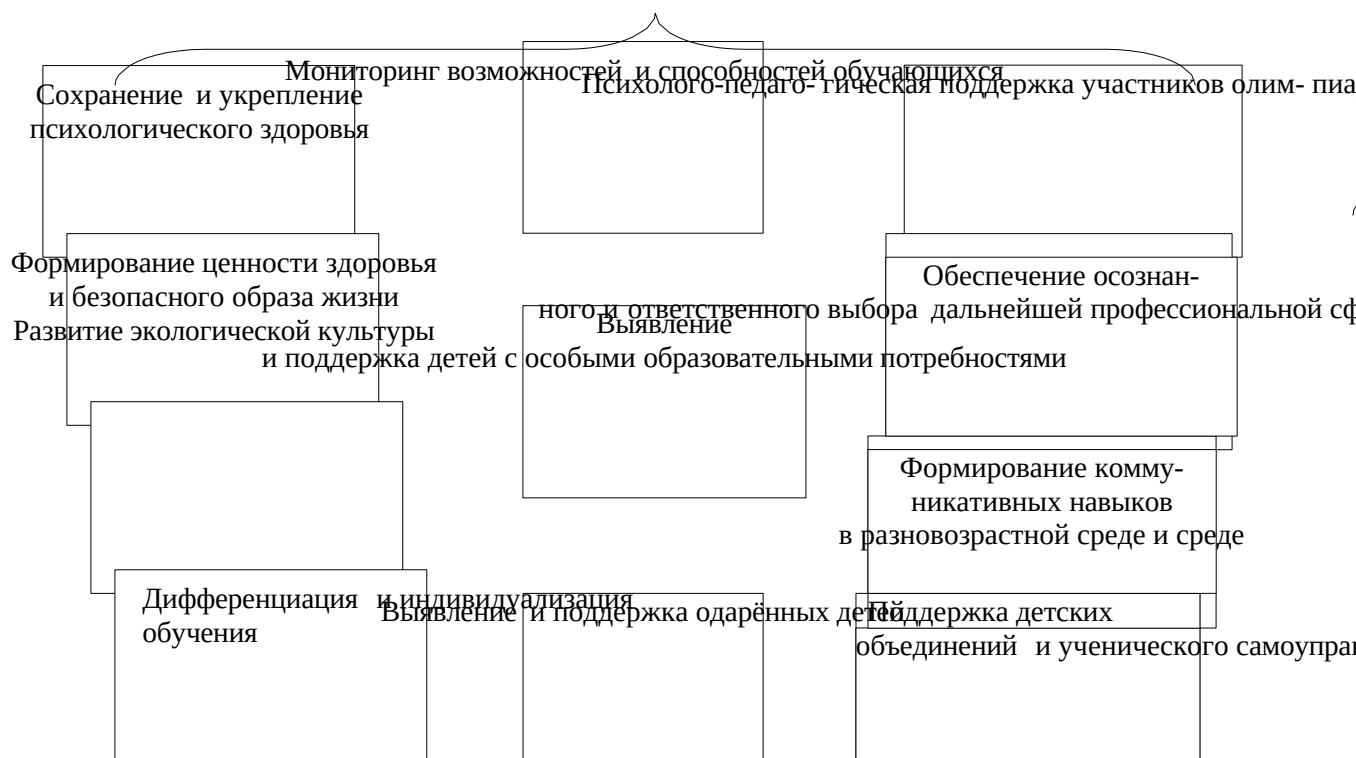 Мониторинг возможностей и способностей обучающихся
Психолого-педаго- гическая поддержка участников олим- пиа
Сохранение и укрепление
психологического здоровья
Формирование ценности здоровья
и безопасного образа жизни
Развитие экологической культуры
Обеспечение осознан-
ного и ответственного выбора дальнейшей профессиональной сф
Выявление
и поддержка детей с особыми образовательными потребностями
Формирование комму-
никативных навыков
в разновозрастной среде и среде
Дифференциация и индивидуализация
обучения
Выявление и поддержка одарённых детей
Поддержка детских
объединений и ученического самоупра